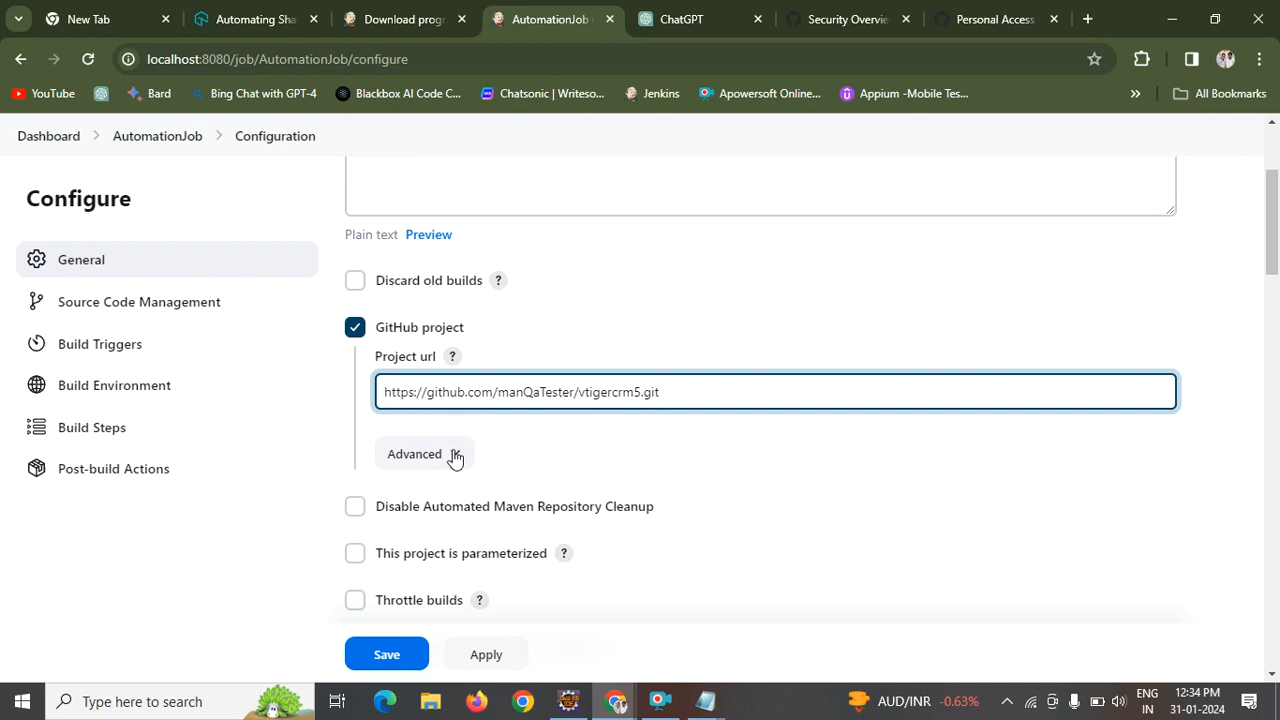 New Tab
Automating Sha
Download progr
AutomationJob
ChatGPT
Security Overvie
Personal Access
localhost:8080/job/AutomationJob/configure
YouTube
Bard
Bing Chat with GPT-4
Blackbox AI Code C...
Chatsonic | Writeso...
Jenkins
Apowersoft Online...
Appium -Mobile Tes...
»
All Bookmarks
Dashboard > AutomationJob > Configuration
Configure
General
Source Code Management
Build Triggers
Build Environment
Build Steps
Post-build Actions
Plain text Preview
Discard old builds ?
GitHub project
Project url ?
https://github.com/manQaTester/vtigercrm5.git
Advanced
Disable Automated Maven Repository Cleanup
This project is parameterized ?
Throttle builds ?
Save
Apply
Type here to search
AUD/INR -0.63%
ENG
IN
12:34 PM
31-01-2024